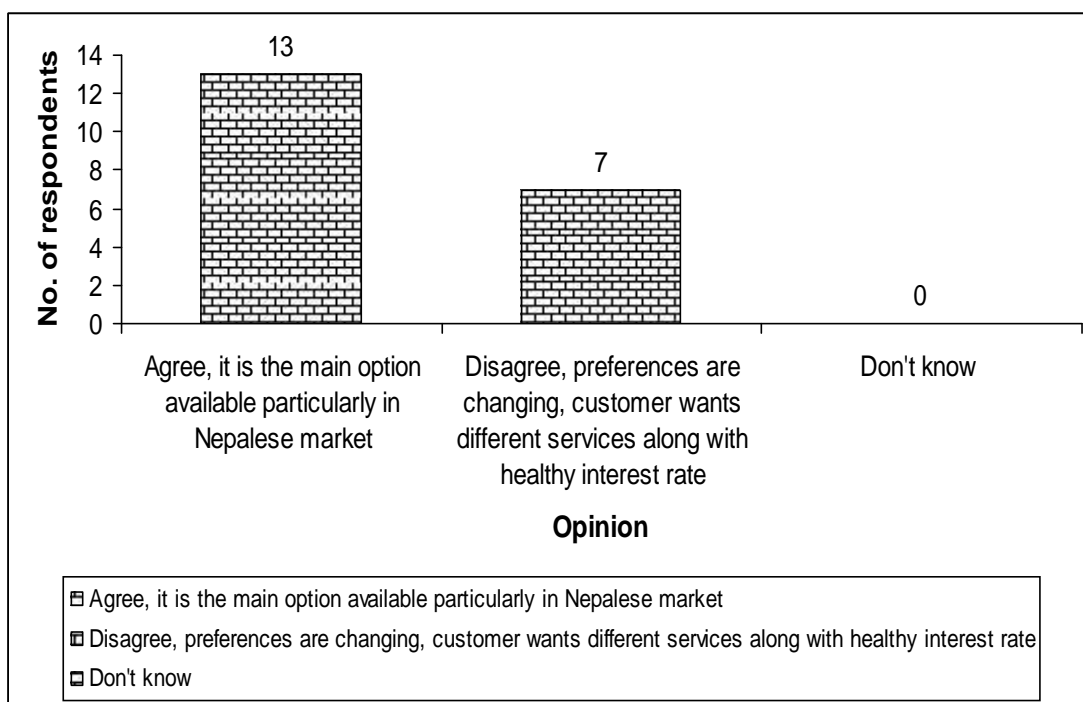 No. of respondents
14
12
10
8
6
4
2
0
13
7
0
Agree, it is the main option
available particularly in
Nepalese market
Disagree, preferences are
changing, customer wants
different services along with
healthy interest rate
Don't know
Opinion
Agree, it is the main option available particularly in Nepalese market
Disagree, preferences are changing, customer wants different services along with healthy interest rate
Don't know